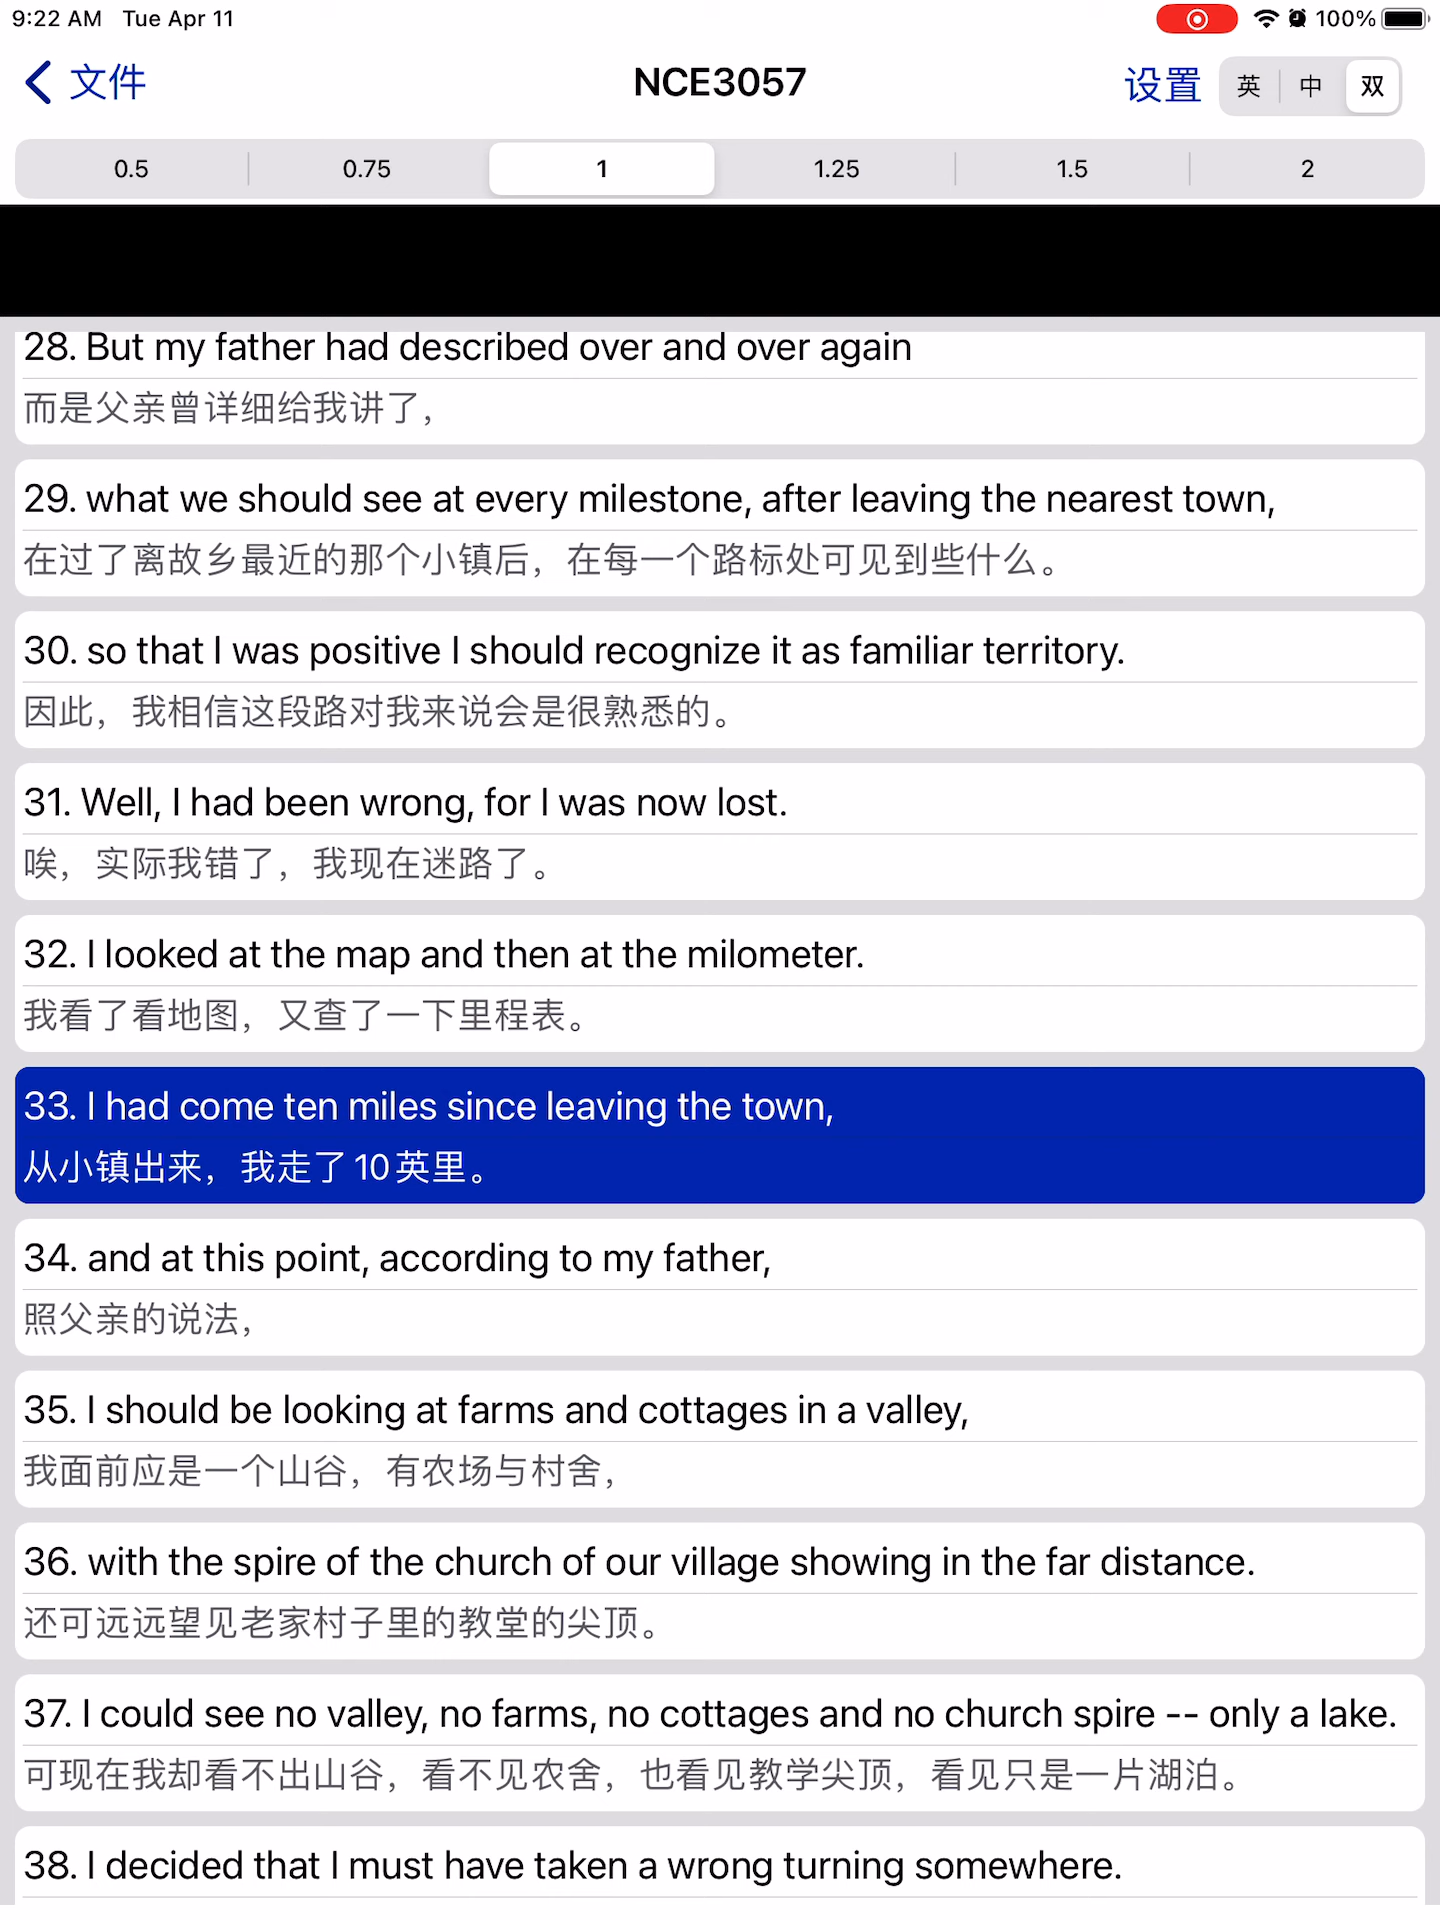 9:22 AM Tue Apr 11 100%
文件 NCE3057 设置 英 中 双
0.5 0.75 1 1.25 1.5 2
28. But my father had described over and over again
而是父亲曾详细给我讲了,
29. what we should see at every milestone, after leaving the nearest town,
在过了离故乡最近的那个小镇后，在每一个路标处可见到些什么。
30. so that I was positive I should recognize it as familiar territory.
因此，我相信这段路对我来说会是很熟悉的。
31. Well, I had been wrong, for I was now lost.
唉，实际我错了，我现在迷路了。
32. I looked at the map and then at the milometer.
我看了看地图，又查了一下里程表。
33. I had come ten miles since leaving the town,
从小镇出来，我走了10英里。
34. and at this point, according to my father,
照父亲的说法,
35. I should be looking at farms and cottages in a valley,
我面前应是一个山谷，有农场与村舍,
36. with the spire of the church of our village showing in the far distance.
还可远远望见老家村子里的教堂的尖顶。
37. I could see no valley, no farms, no cottages and no church spire -- only a lake.
可现在我却看不出山谷，看不见农舍，也看见教学尖顶，看见只是一片湖泊。
38. I decided that I must have taken a wrong turning somewhere.